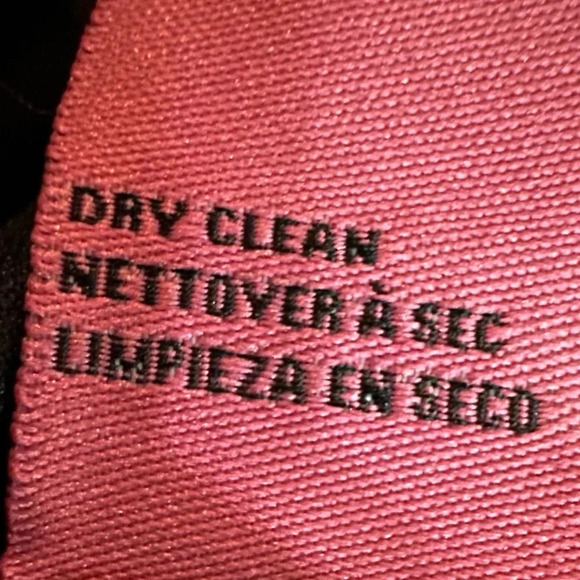 DRY CLEAN
NETTOYER À SEC
LIMPIEZA EN SECO